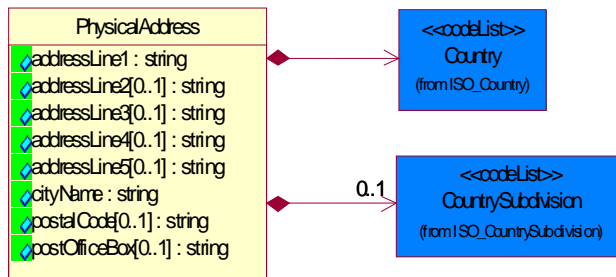 PhysicalAddress
addressLine1 : string
addressLine2[0..1] : string
addressLine3[0..1] : string
addressLine4[0..1] : string
addressLine5[0..1] : string
cityName : string
postalCode[0..1] : string
postOfficeBox[0..1] : string
<<codeList>>
Country
(from ISO_Country)
0..1
<<codeList>>
CountrySubdivision
(from ISO_CountrySubdivision)